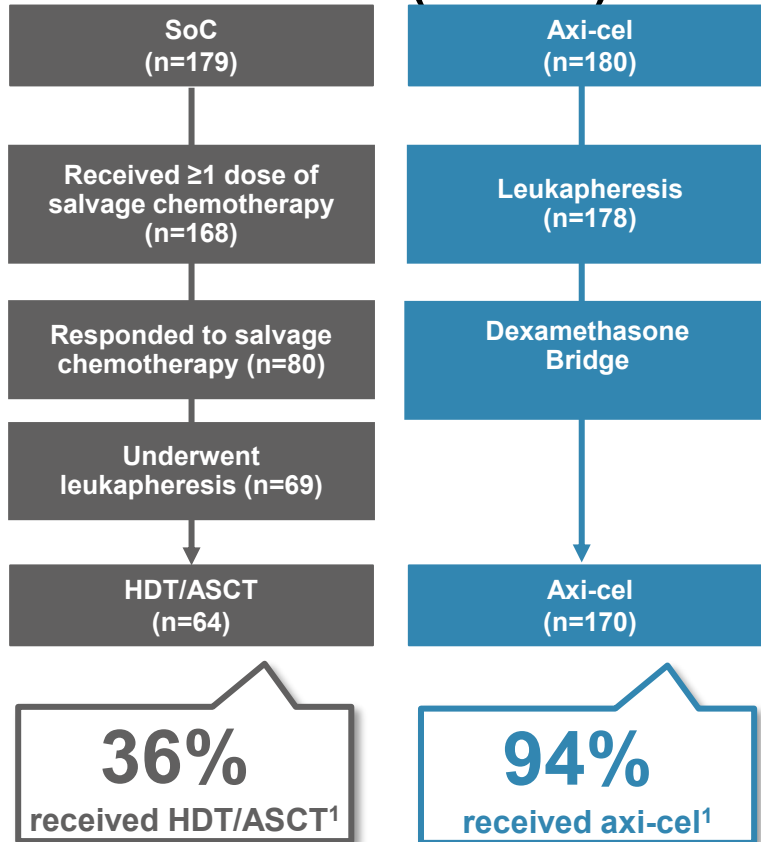 SoC
(n=179)
Received ≥1 dose of
salvage chemotherapy
(n=168)
Responded to salvage
chemotherapy (n=80)
Underwent
leukapheresis (n=69)
HDT/ASCT
(n=64)
36%
received HDT/ASCT¹
Axi-cel
(n=180)
Leukapheresis
(n=178)
Dexamethasone
Bridge
Axi-cel
(n=170)
94%
received axi-cel¹